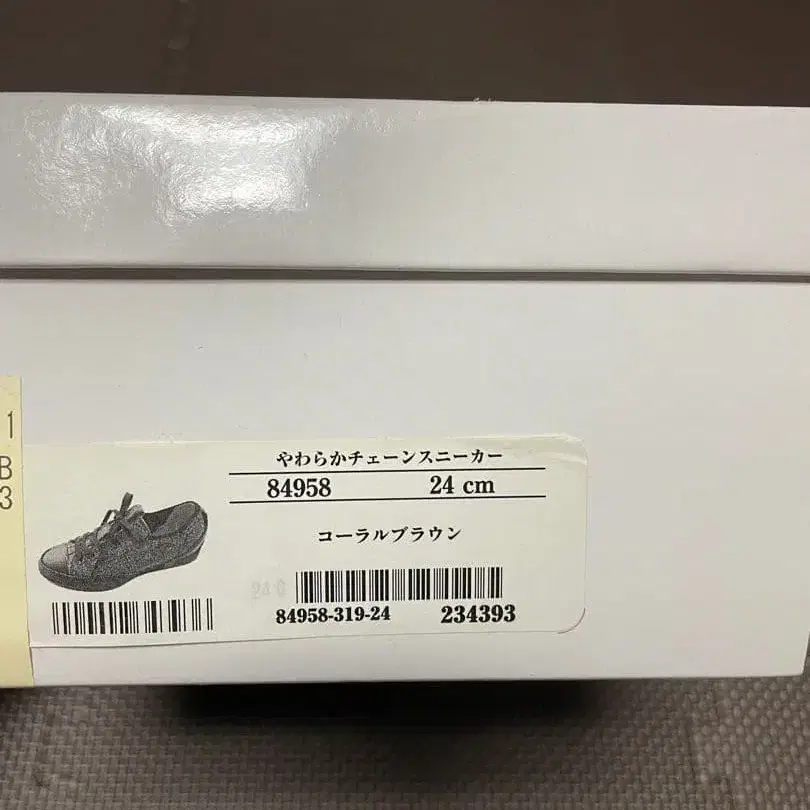 1
B
3
やわらかチェーンスニーカー
84958 24 cm
コーラルブラウン
24 0
84958-319-24 234393